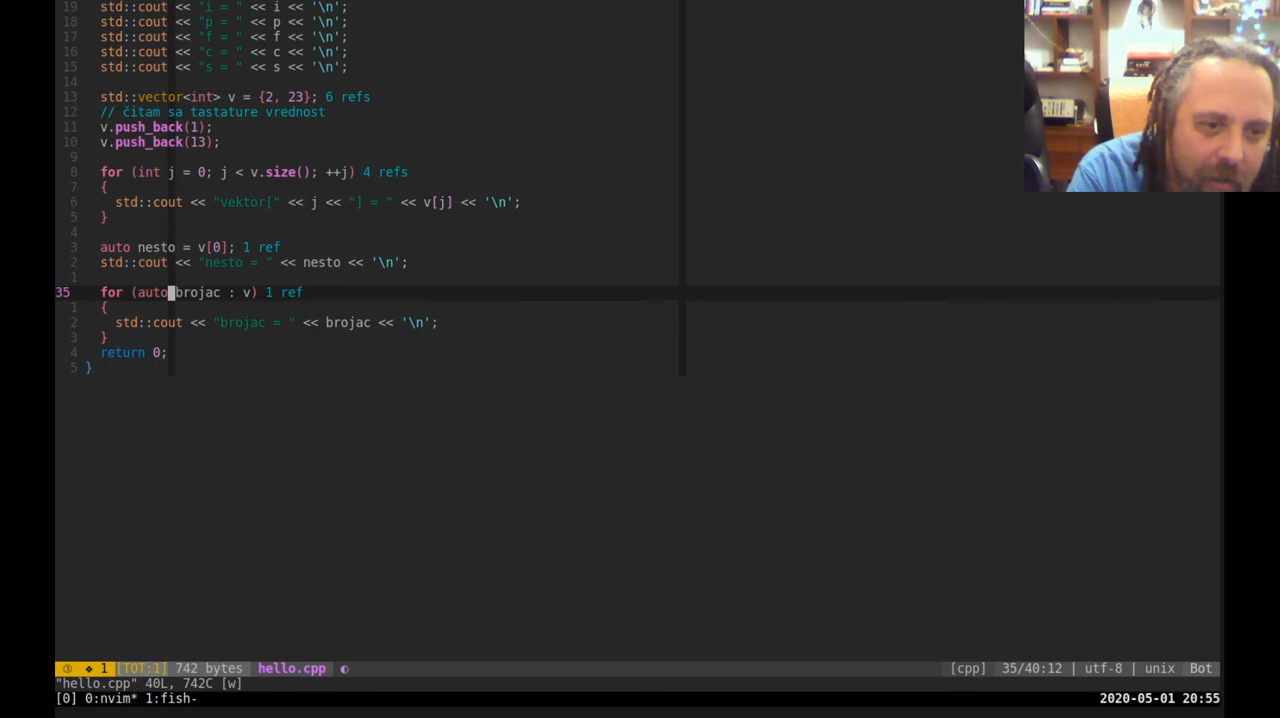 19 std::cout << "i = " << i << '\n';
18 std::cout << "p = " << p << '\n';
17 std::cout << "f = " << f << '\n';
16 std::cout << "c = " << c << '\n';
15 std::cout << "s = " << s << '\n';
14
13 std::vector<int> v = {2, 23}; 6 refs
12 // čitam sa tastature vrednost
11 v.push_back(1);
10 v.push_back(13);
9
8 for (int j = 0; j < v.size(); ++j) 4 refs
7 {
6 std::cout << "vektor[" << j << "] = " << v[j] << '\n';
5 }
4
3 auto nesto = v[0]; 1 ref
2 std::cout << "nesto = " << nesto << '\n';
1
35 for (auto brojac : v) 1 ref
1 {
2 std::cout << "brojac = " << brojac << '\n';
3 }
4 return 0;
5 }
③ ❖ 1 [TOT:1] 742 bytes hello.cpp ◐ [cpp] 35/40:12 | utf-8 | unix Bot
"hello.cpp" 40L, 742C [w]
[0] 0:nvim* 1:fish- 2020-05-01 20:55